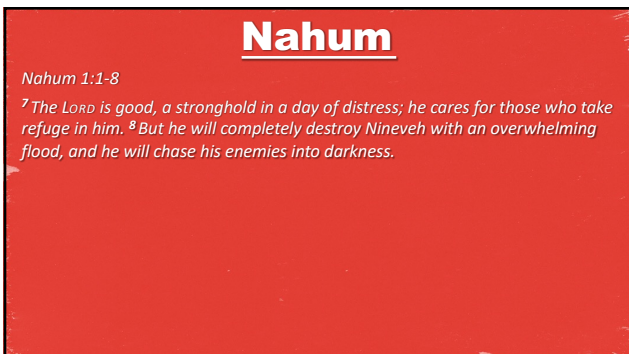 Nahum
Nahum 1:1-8
7 The LORD is good, a stronghold in a day of distress; he cares for those who take
refuge in him. 8 But he will completely destroy Nineveh with an overwhelming
flood, and he will chase his enemies into darkness.